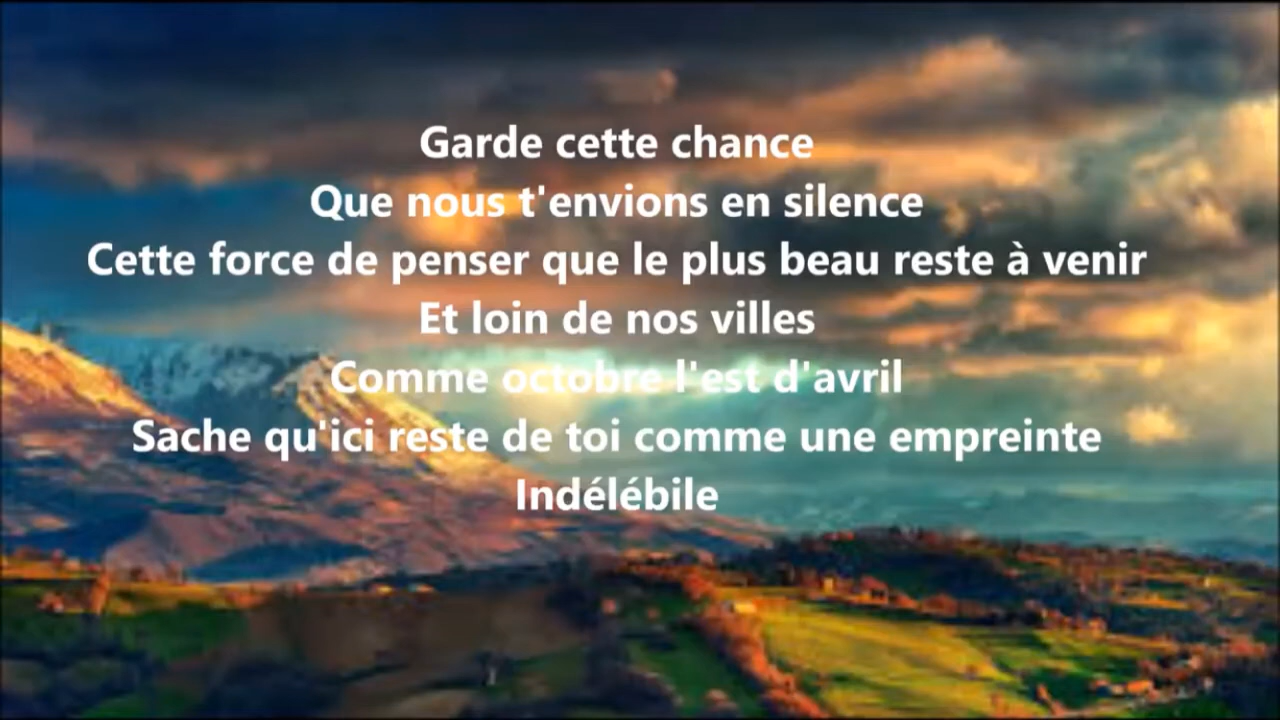 Garde cette chance
Que nous t'envions en silence
Cette force de penser que le plus beau reste à venir
Et loin de nos villes
Comme octobre l'est d'avril
Sache qu'ici reste de toi comme une empreinte
Indélébile